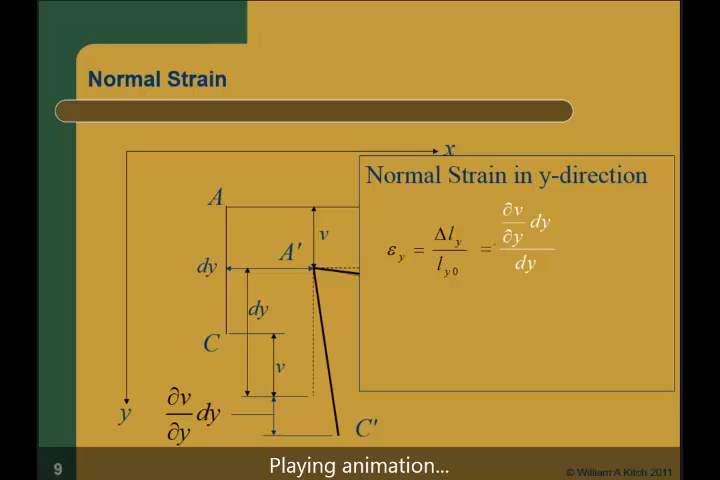 Normal Strain
x
Normal Strain in y-direction
A
v
∂v/∂y dy
ε_y = Δl_y / l_y0 = (∂v/∂y dy) / dy
A'
dy
dy
C
v
y
∂v/∂y dy
C'
Playing animation...
9
© William A Kitch 2011